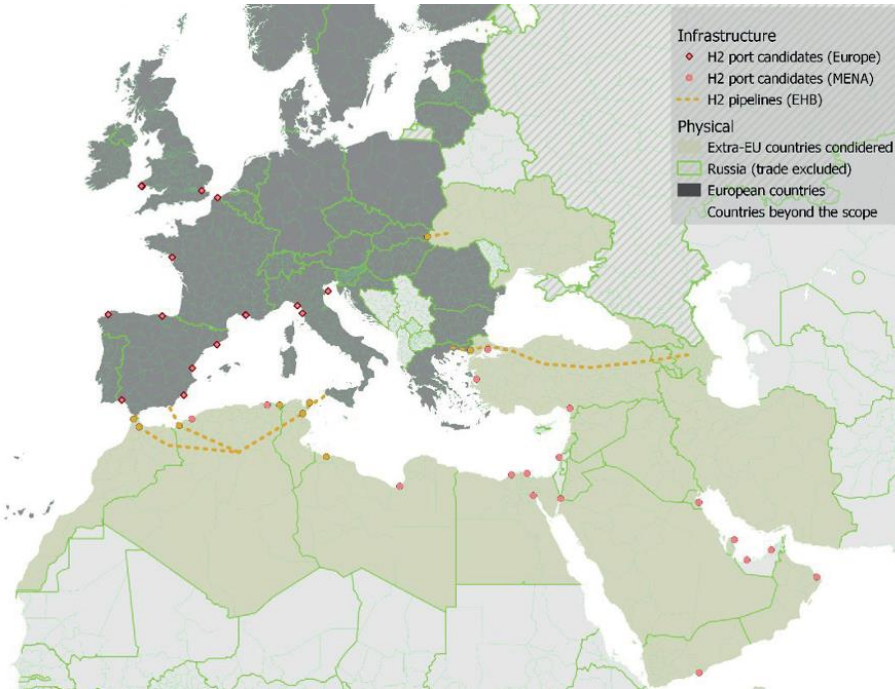 Infrastructure
H2 port candidates (Europe)
H2 port candidates (MENA)
H2 pipelines (EHB)
Physical
Extra-EU countries condidered
Russia (trade excluded)
European countries
Countries beyond the scope